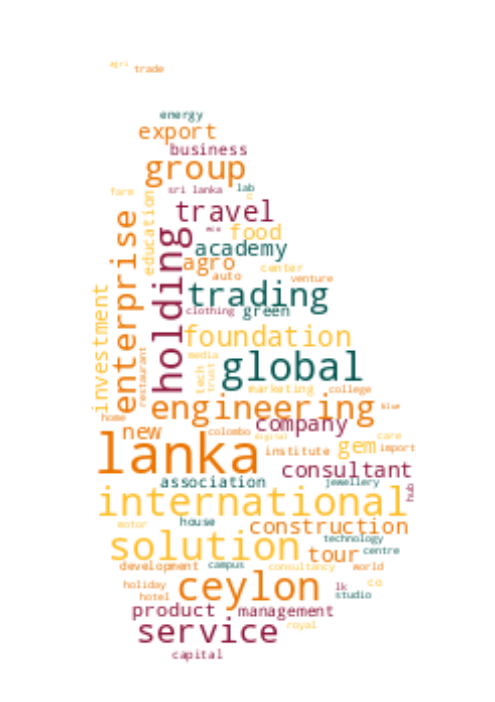 agri
trade
energy
export
business
group
sri lanka
lab
farm
education
travel
eco
food
enterprise
holding
academy
agro
center
auto
venture
investment
trading
clothing
green
foundation
restaurant
media
tech
trust
global
marketing
college
engineering
blue
home
new
company
colombo
digital
lanka
gem
care
institute
import
consultant
association
jewellery
hub
international
motor
house
construction
solution
technology
tour
centre
development
campus
consultancy
world
holiday
ceylon
co
lk
hotel
studio
product
management
service
royal
capital